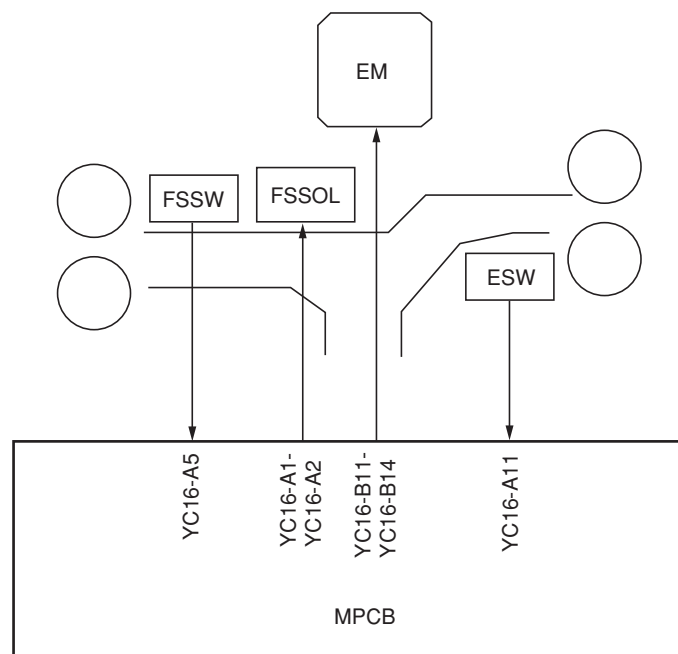 EM
FSSW
FSSOL
ESW
YC16-A5
YC16-A1-
YC16-A2
YC16-B11-
YC16-B14
YC16-A11
MPCB